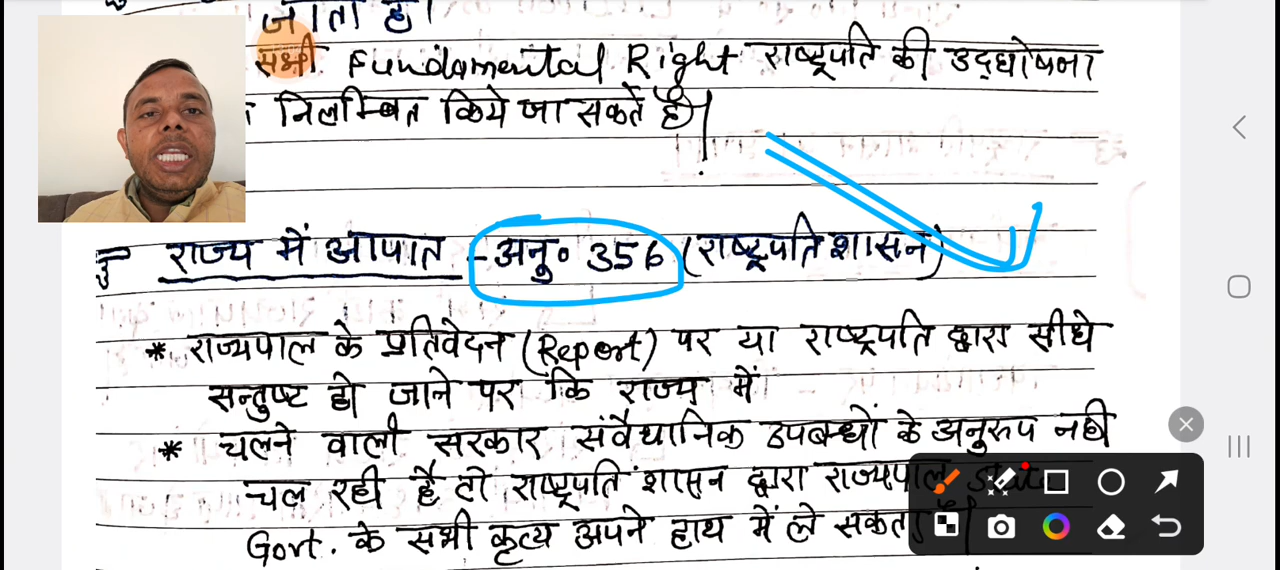 जाता है।
सभी Fundamental Right राष्ट्रपति की उद्घोषणा
निलम्बित किये जा सकते है।
राज्य में आपात - अनु० 356 (राष्ट्रपति शासन)
* राज्यपाल के प्रतिवेदन (Report) पर या राष्ट्रपति द्वारा सीधे
सन्तुष्ट हो जाने पर कि राज्य में
* चलने वाली सरकार संवैधानिक उपबन्धों के अनुरुप नही
चल रही है तो राष्ट्रपति शासन द्वारा राज्यपाल
Govt. के सभी कृत्य अपने हाथ में ले सकता